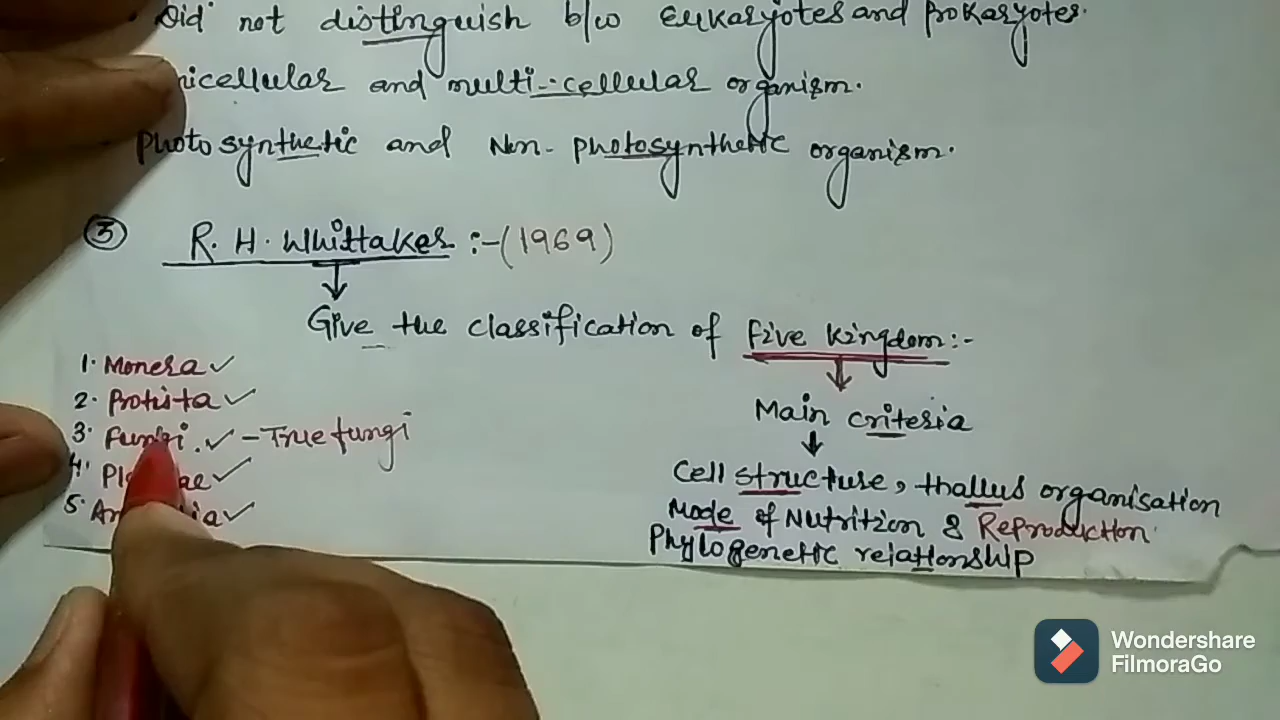 Did not distinguish b/w Eukaryotes and prokaryotes.
nicellular and multi-cellular organism.
Photosynthetic and Non-photosynthetic organism.
③ R. H. Whittaker :- (1969)
Give the classification of five kingdom:-
1. Monera ✓
2. Protista ✓
3. Fungi. ✓ - True fungi
4.
5.
Main criteria
Cell structure, thallus organisation
Mode of Nutrition & Reproduction.
Phylogenetic relationship
Wondershare
FilmoraGo